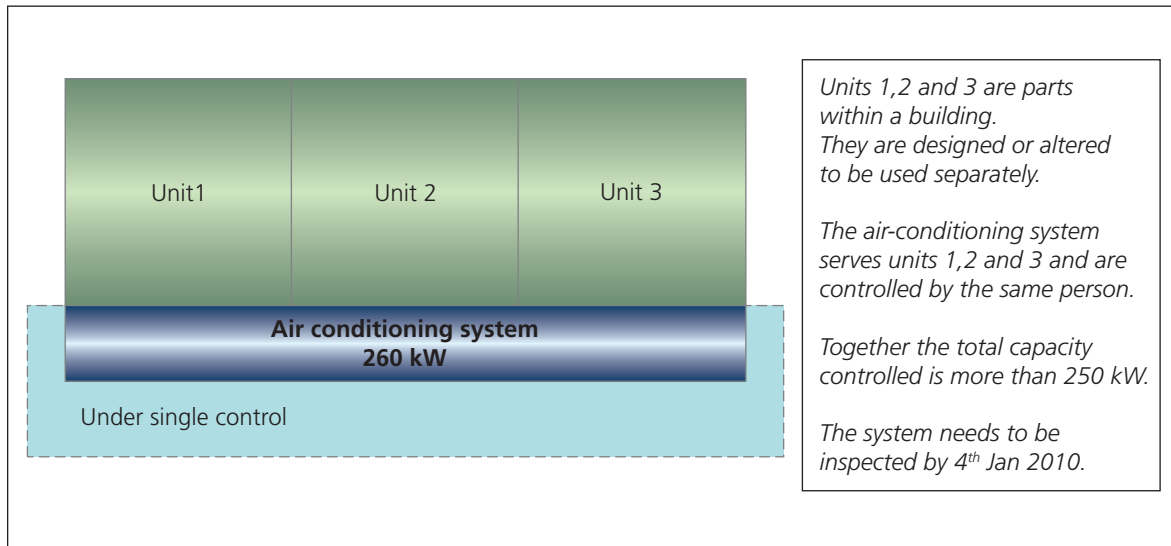 Unit1
Unit 2
Unit 3
Air conditioning system
260 kW
Under single control
Units 1,2 and 3 are parts
within a building.
They are designed or altered
to be used separately.
The air-conditioning system
serves units 1,2 and 3 and are
controlled by the same person.
Together the total capacity
controlled is more than 250 kW.
The system needs to be
inspected by 4th Jan 2010.